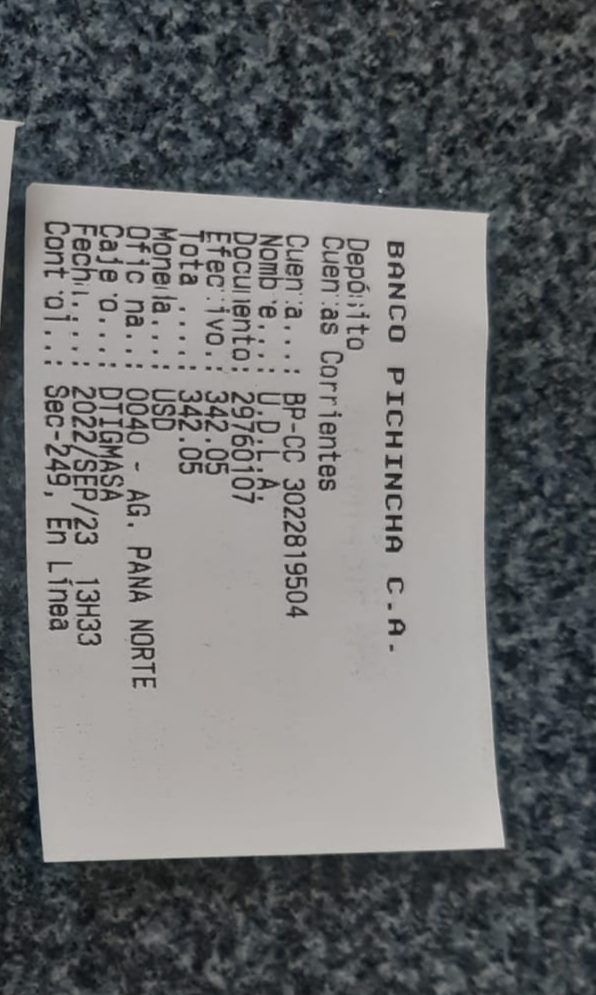 BANCO PICHINCHA C.A.
Depósito
Cuentas Corrientes
Cuenta...: BP-CC 3022819504
Nombre...: U.D.L.A.
Documento: 29760107
Efectivo.: 342.05
Total ....: 342.05
Moneda...: USD
Oficina..: 0040 - AG. PANA NORTE
Cajero...: DTIGMASA
Fecha....: 2022/SEP/23 13H33
Control..: Sec-249, En Línea